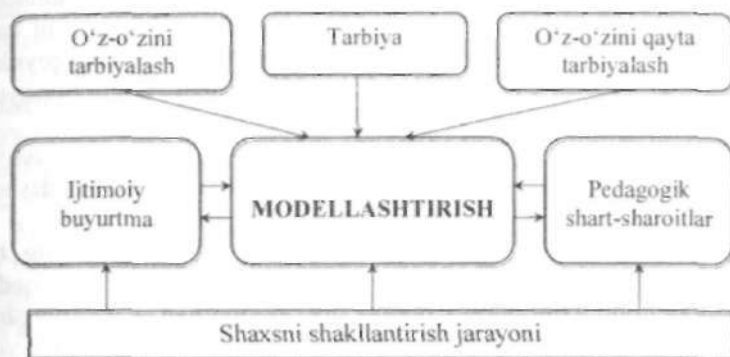 O‘z-o‘zini
tarbiyalash
Tarbiya
O‘z-o‘zini qayta
tarbiyalash
Ijtimoiy
buyurtma
MODELLASHTIRISH
Pedagogik
shart-sharoitlar
Shaxsni shakllantirish jarayoni